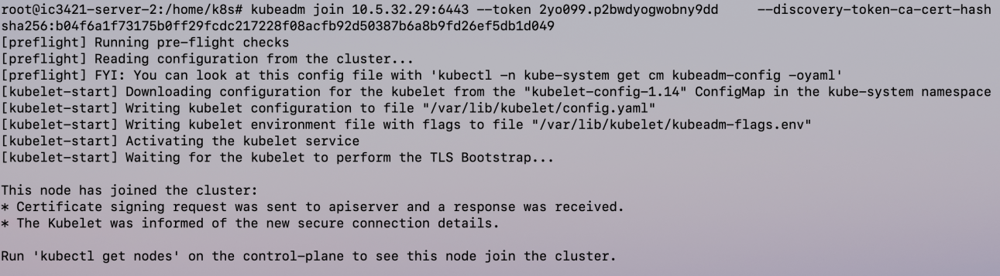 root@ic3421-server-2:/home/k8s# kubeadm join 10.5.32.29:6443 --token 2yo099.p2bwdyogwobny9dd     --discovery-token-ca-cert-hash
sha256:b04f6a1f73175b0ff29fcdc217228f08acfb92d50387b6a8b9fd26ef5db1d049
[preflight] Running pre-flight checks
[preflight] Reading configuration from the cluster...
[preflight] FYI: You can look at this config file with 'kubectl -n kube-system get cm kubeadm-config -oyaml'
[kubelet-start] Downloading configuration for the kubelet from the "kubelet-config-1.14" ConfigMap in the kube-system namespace
[kubelet-start] Writing kubelet configuration to file "/var/lib/kubelet/config.yaml"
[kubelet-start] Writing kubelet environment file with flags to file "/var/lib/kubelet/kubeadm-flags.env"
[kubelet-start] Activating the kubelet service
[kubelet-start] Waiting for the kubelet to perform the TLS Bootstrap...

This node has joined the cluster:
* Certificate signing request was sent to apiserver and a response was received.
* The Kubelet was informed of the new secure connection details.

Run 'kubectl get nodes' on the control-plane to see this node join the cluster.